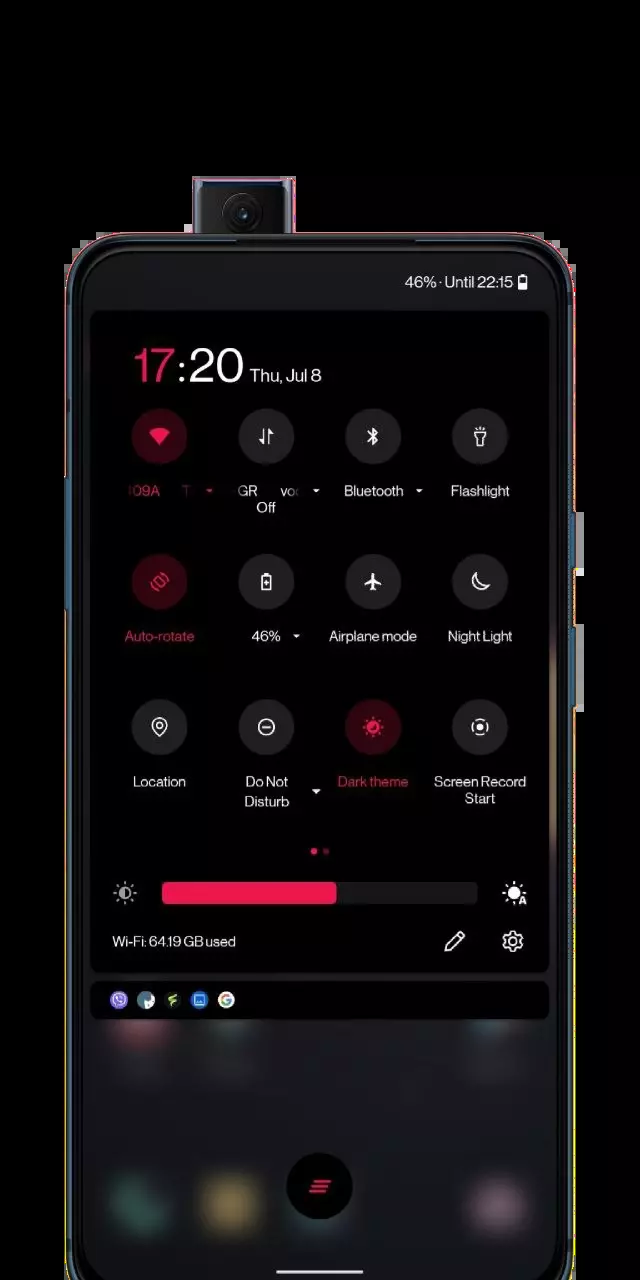 46% · Until 22:15
17:20 Thu, Jul 8
109A T
GR voc Bluetooth Flashlight
Off
Auto-rotate 46% Airplane mode Night Light
Location Do Not Dark theme Screen Record
Disturb Start
A
Wi-Fi: 64.19 GB used